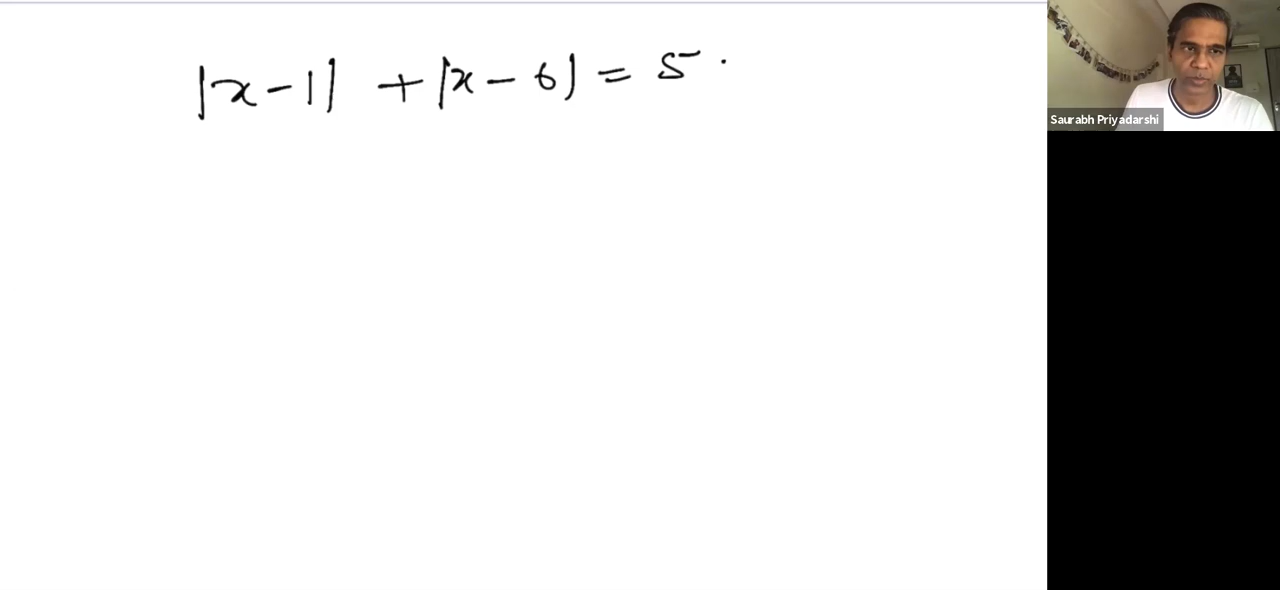 |x-1| + |x-6| = 5.
Saurabh Priyadarshi